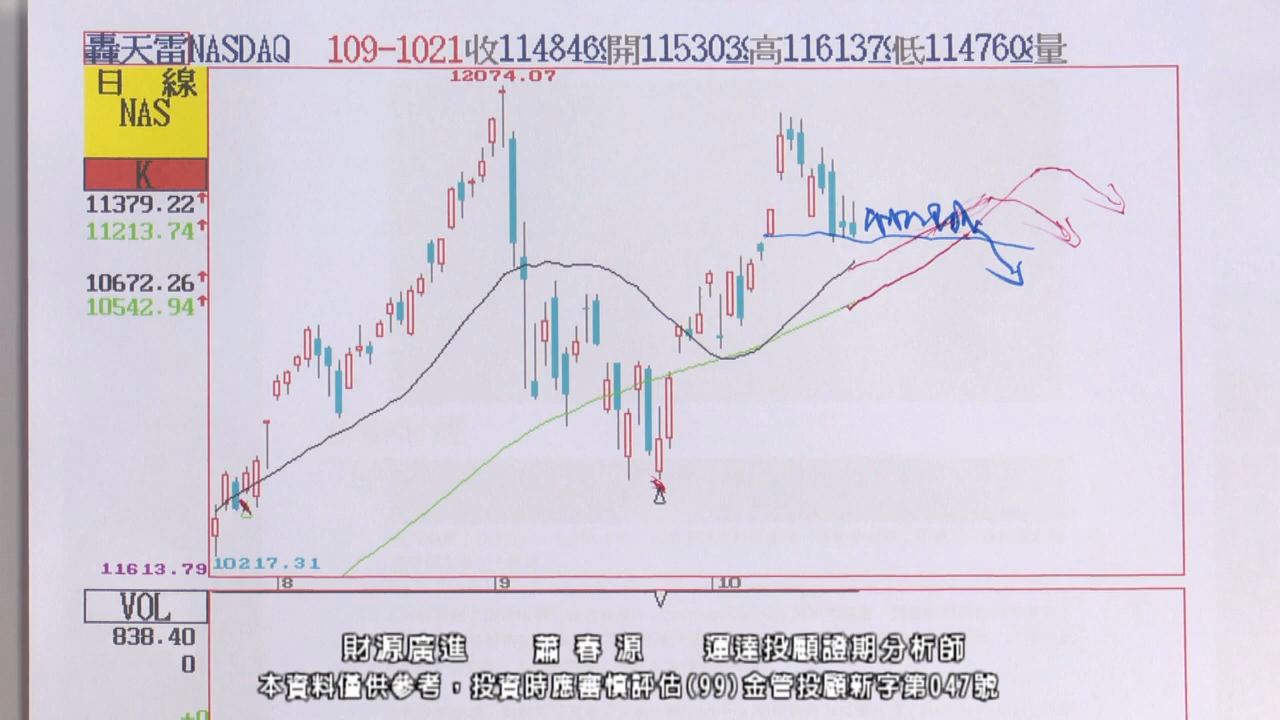 轟天雷NASDAQ 109-1021收114846開115303高116137低114760量
12074.07
日 線
NAS
K
11379.22
11213.74
10672.26
10542.94
10217.31
11613.79
8 9 10
VOL
838.40
0
財源廣進 蕭春源 運達投顧證期分析師
本資料僅供參考，投資時應審慎評估(99)金管投顧新字第047號